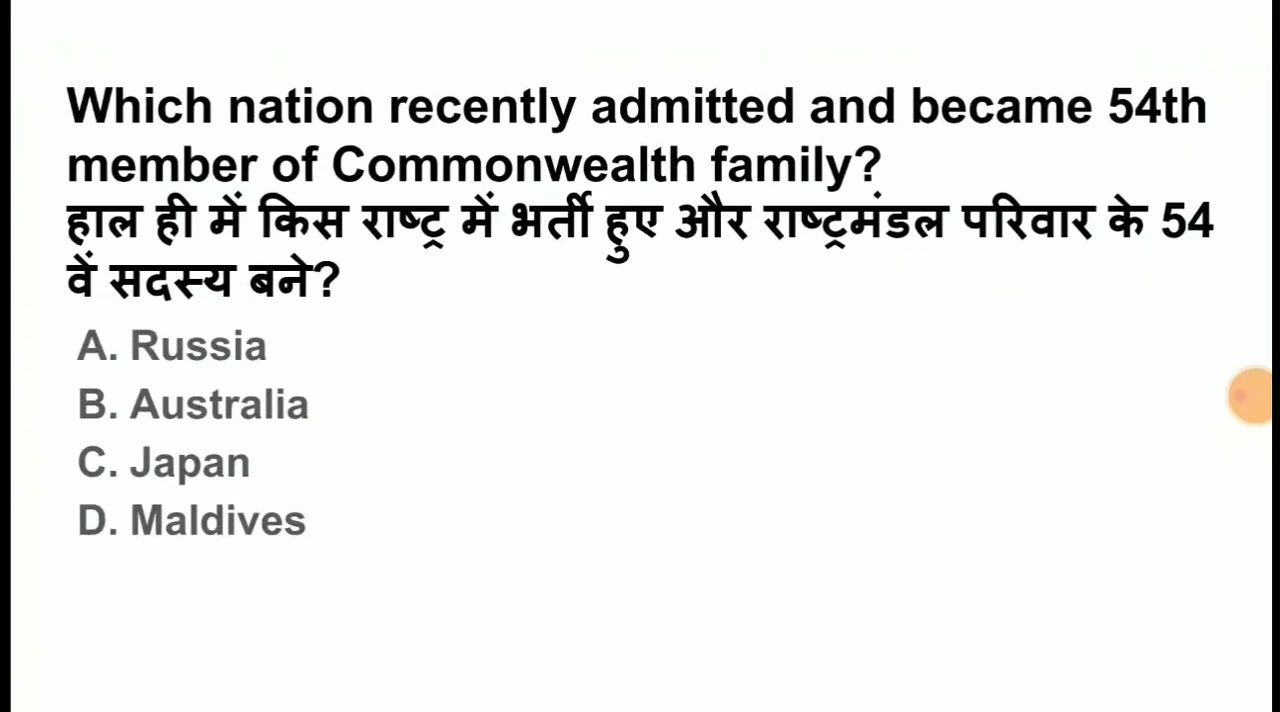 Which nation recently admitted and became 54th
member of Commonwealth family?
हाल ही में किस राष्ट्र में भर्ती हुए और राष्ट्रमंडल परिवार के 54
वें सदस्य बने?
A. Russia
B. Australia
C. Japan
D. Maldives